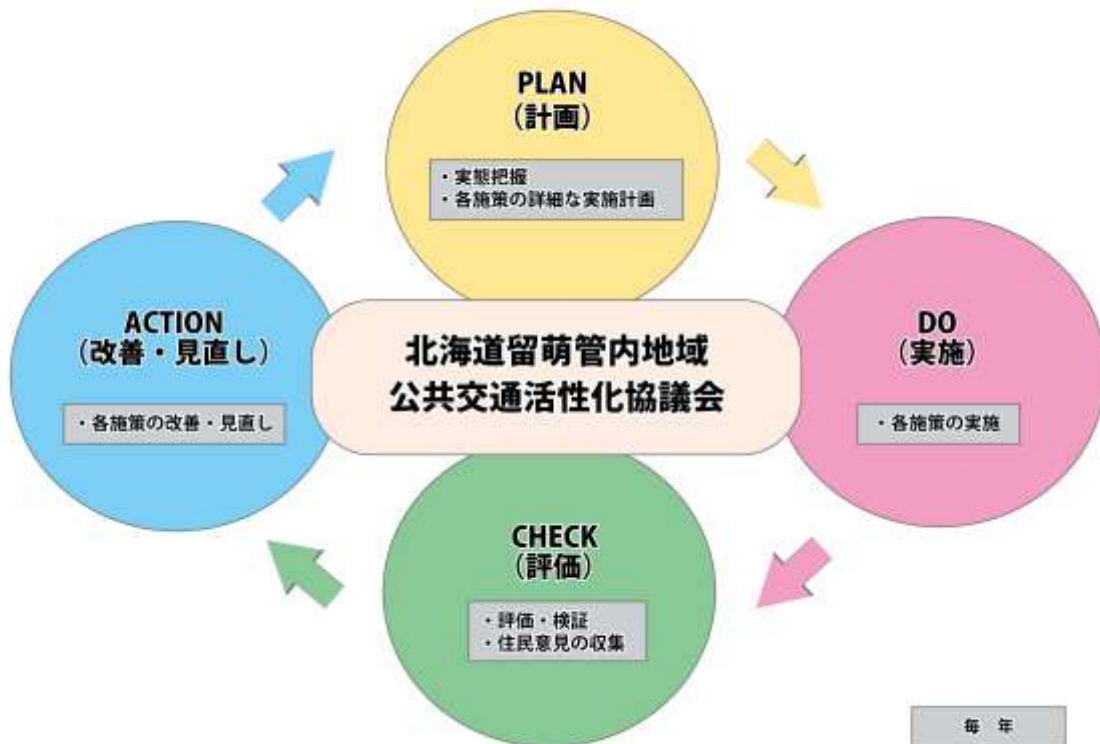 PLAN
（計画）
・実態把握
・各施策の詳細な実施計画
ACTION
（改善・見直し）
・各施策の改善・見直し
北海道留萌管内地域
公共交通活性化協議会
DO
（実施）
・各施策の実施
CHECK
（評価）
・評価・検証
・住民意見の収集
毎　年